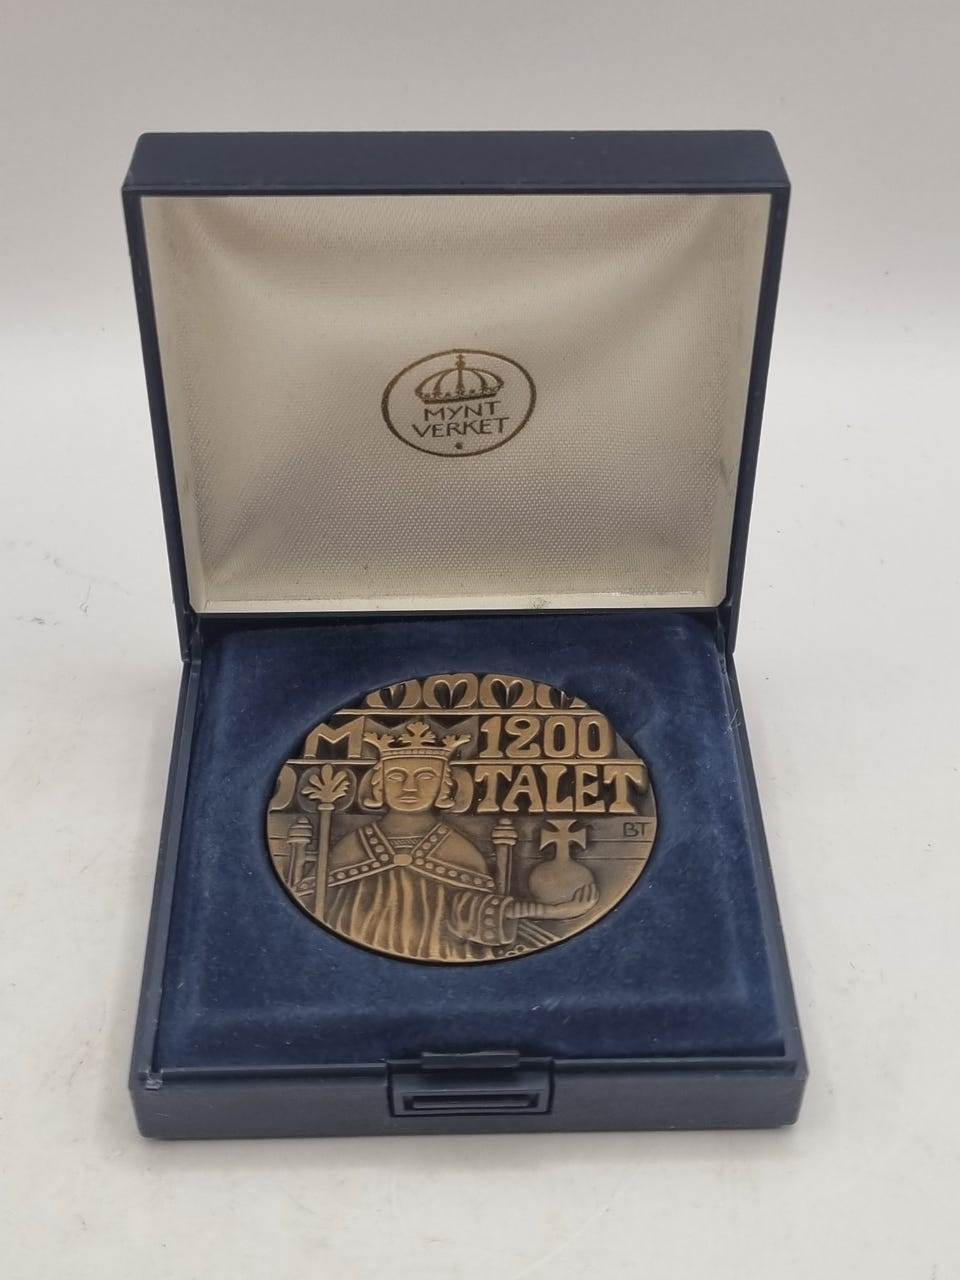 MYNT
VERKET
M M 1200
TALET
BT